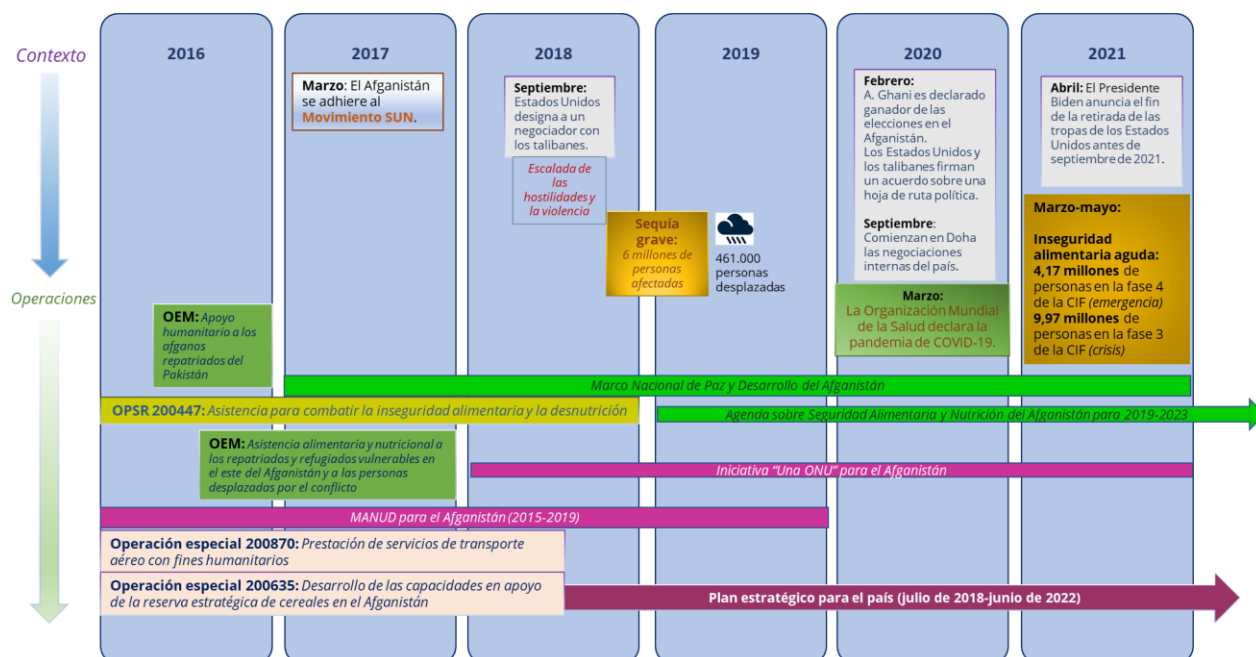 Contexto
Operaciones
2016
2017
2018
2019
2020
2021
Marzo: El Afganistán
se adhiere al
Movimiento SUN.
Septiembre:
Estados Unidos
designa a un
negociador con
los talibanes.
Escalada de
las
hostilidades y
la violencia
Sequía
grave:
6 millones de
personas
afectadas
461.000
personas
desplazadas
Febrero:
A. Ghani es declarado
ganador de las
elecciones en el
Afganistán.
Los Estados Unidos y
los talibanes firman
un acuerdo sobre una
hoja de ruta política.
Septiembre:
Comienzan en Doha
las negociaciones
internas del país.
Marzo:
La Organización Mundial
de la Salud declara la
pandemia de COVID-19.
Abril: El Presidente
Biden anuncia el fin
de la retirada de las
tropas de los Estados
Unidos antes de
septiembre de 2021.
Marzo-mayo:
Inseguridad
alimentaria aguda:
4,17 millones de
personas en la fase 4
de la CIF (emergencia)
9,97 millones de
personas en la fase 3
de la CIF (crisis)
OEM: Apoyo
humanitario a los
afganos
repatriados del
Pakistán
Marco Nacional de Paz y Desarrollo del Afganistán
OPSR 200447: Asistencia para combatir la inseguridad alimentaria y la desnutrición
Agenda sobre Seguridad Alimentaria y Nutrición del Afganistán para 2019-2023
OEM: Asistencia alimentaria y nutricional a
los repatriados y refugiados vulnerables en
el este del Afganistán y a las personas
desplazadas por el conflicto
Iniciativa “Una ONU” para el Afganistán
MANUD para el Afganistán (2015-2019)
Operación especial 200870: Prestación de servicios de transporte
aéreo con fines humanitarios
Operación especial 200635: Desarrollo de las capacidades en apoyo
de la reserva estratégica de cereales en el Afganistán
Plan estratégico para el país (julio de 2018-junio de 2022)